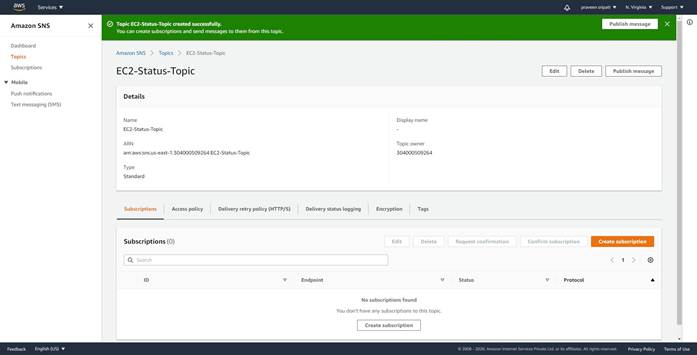 aws Services praveen sripati N. Virginia Support
Amazon SNS
Dashboard
Topics
Subscriptions
Mobile
Push notifications
Text messaging (SMS)
Topic EC2-Status-Topic created successfully.
You can create subscriptions and send messages to them from this topic.
Publish message
Amazon SNS Topics EC2-Status-Topic
EC2-Status-Topic
Edit Delete Publish message
Details
Name
EC2-Status-Topic
Display name
-
ARN
arn:aws:sns:us-east-1:304000509264:EC2-Status-Topic
Topic owner
304000509264
Type
Standard
Subscriptions Access policy Delivery retry policy (HTTP/S) Delivery status logging Encryption Tags
Subscriptions (0) Edit Delete Request confirmation Confirm subscription Create subscription
Search 1
ID Endpoint Status Protocol
No subscriptions found
You don't have any subscriptions to this topic.
Create subscription
Feedback English (US) © 2008 - 2020, Amazon Internet Services Private Ltd. or its affiliates. All rights reserved. Privacy Policy Terms of Use